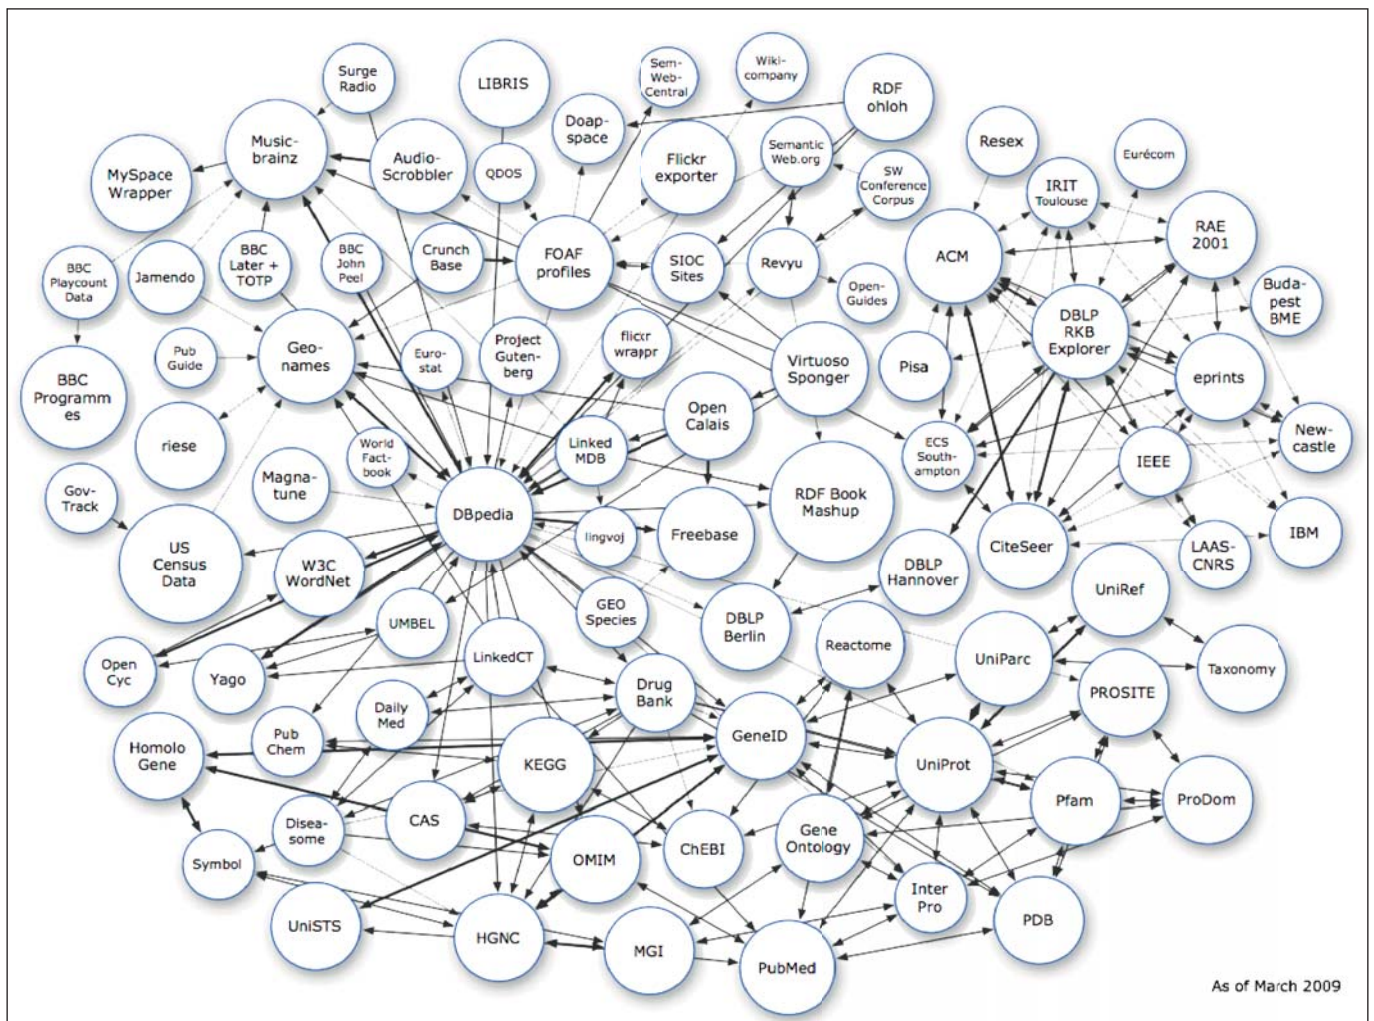 Surge
Radio
LIBRIS
Sem-
Web-
Central
Wiki-
company
RDF
ohloh
Music-
brainz
Doap-
space
Flickr
exporter
Semantic
Web.org
Resex
Eurécom
MySpace
Wrapper
Audio-
Scrobbler
QDOS
SW
Conference
Corpus
IRIT
Toulouse
RAE
2001
BBC
Playcount
Data
Jamendo
BBC
Later +
TOTP
BBC
John
Peel
Crunch
Base
FOAF
profiles
SIOC
Sites
Revyu
Open-
Guides
ACM
DBLP
RKB
Explorer
Buda-
pest
BME
Pub
Guide
Geo-
names
Euro-
stat
Project
Guten-
berg
flickr
wrappr
Virtuoso
Sponger
Pisa
eprints
BBC
Programm
es
riese
World
Fact-
book
Linked
MDB
Open
Calais
ECS
South-
ampton
IEEE
New-
castle
Gov-
Track
Magna-
tune
DBpedia
RDF Book
Mashup
US
Census
Data
W3C
WordNet
lingvoj
Freebase
DBLP
Hannover
CiteSeer
LAAS-
CNRS
IBM
UMBEL
GEO
Species
DBLP
Berlin
Reactome
UniRef
Open
Cyc
Yago
LinkedCT
Drug
Bank
UniParc
Taxonomy
PROSITE
Daily
Med
Homolo
Gene
Pub
Chem
KEGG
GeneID
UniProt
Pfam
ProDom
Disea-
some
CAS
OMIM
ChEBI
Gene
Ontology
Symbol
Inter
Pro
UniSTS
HGNC
MGI
PubMed
PDB
As of March 2009